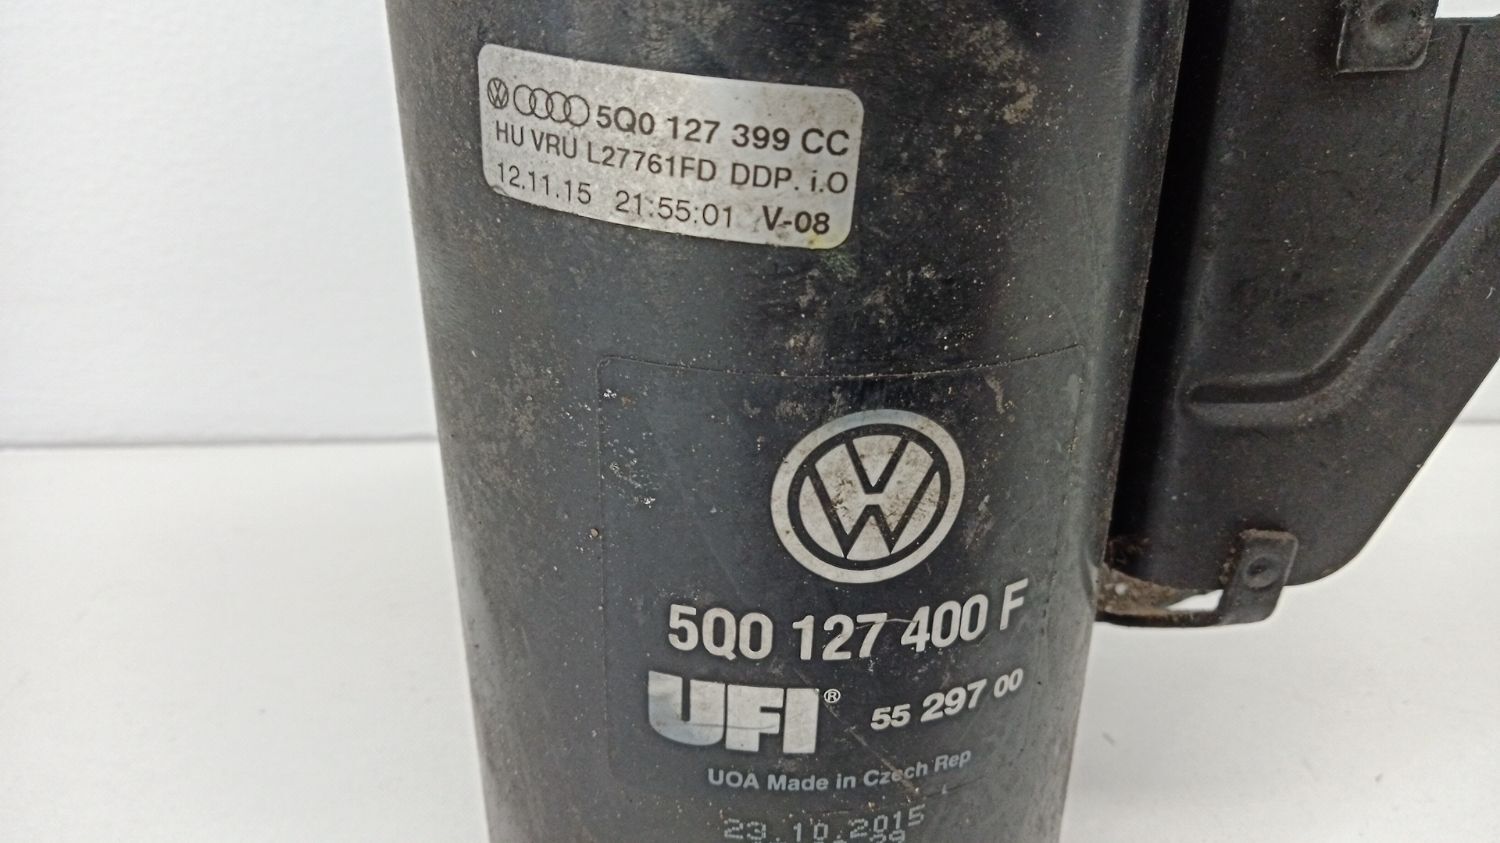 5Q0 127 399 CC
HU VRU L27761FD DDP. i.O
12.11.15 21:55:01 V-08
5Q0 127 400 F
UFI® 55 297 00
UOA Made in Czech Rep
23.10.2015